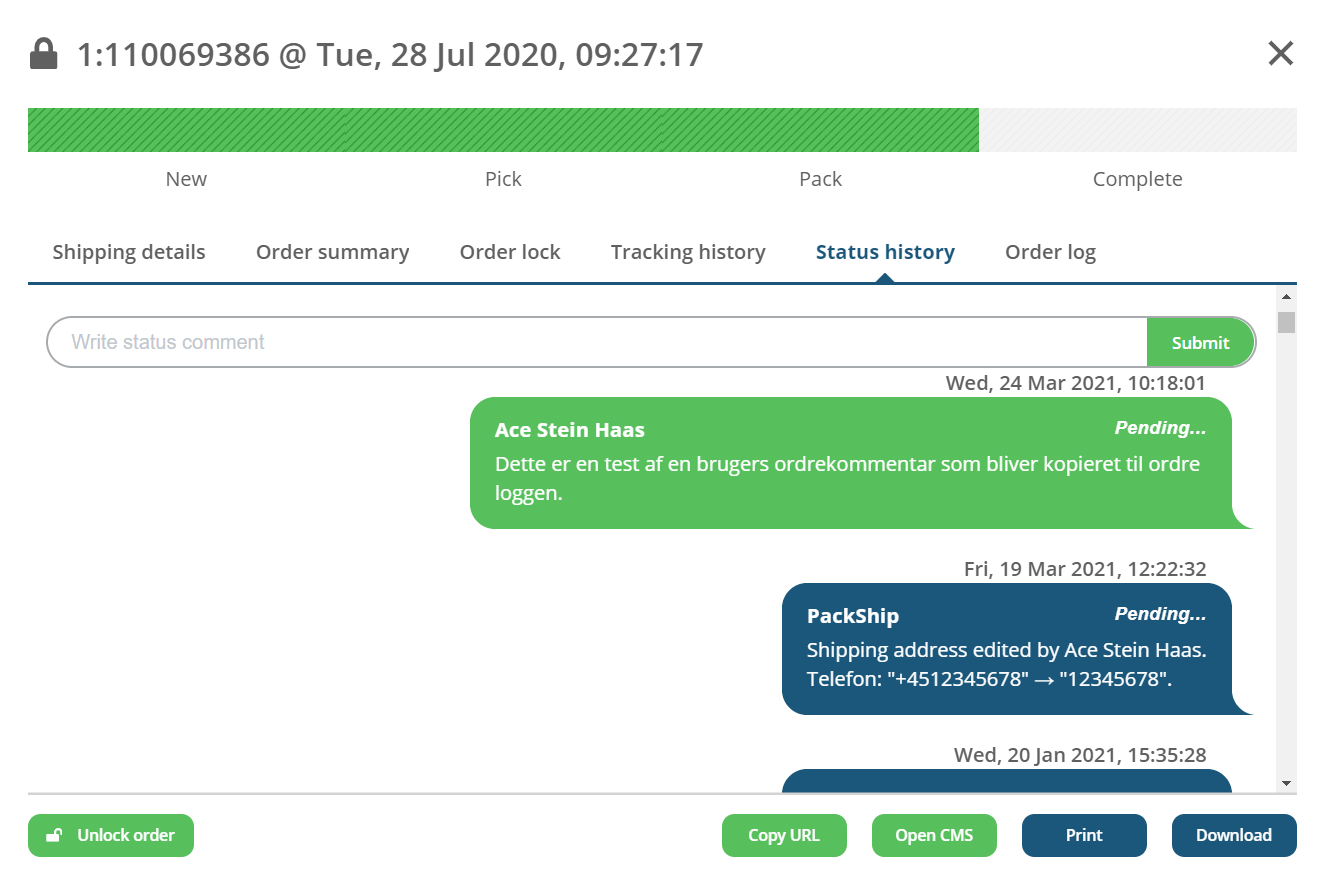 1:110069386 @ Tue, 28 Jul 2020, 09:27:17
New Pick Pack Complete
Shipping details Order summary Order lock Tracking history Status history Order log
Write status comment Submit
Wed, 24 Mar 2021, 10:18:01
Ace Stein Haas Pending...
Dette er en test af en brugers ordrekommentar som bliver kopieret til ordre
loggen.
Fri, 19 Mar 2021, 12:22:32
PackShip Pending...
Shipping address edited by Ace Stein Haas.
Telefon: "+4512345678" → "12345678".
Wed, 20 Jan 2021, 15:35:28
Unlock order Copy URL Open CMS Print Download